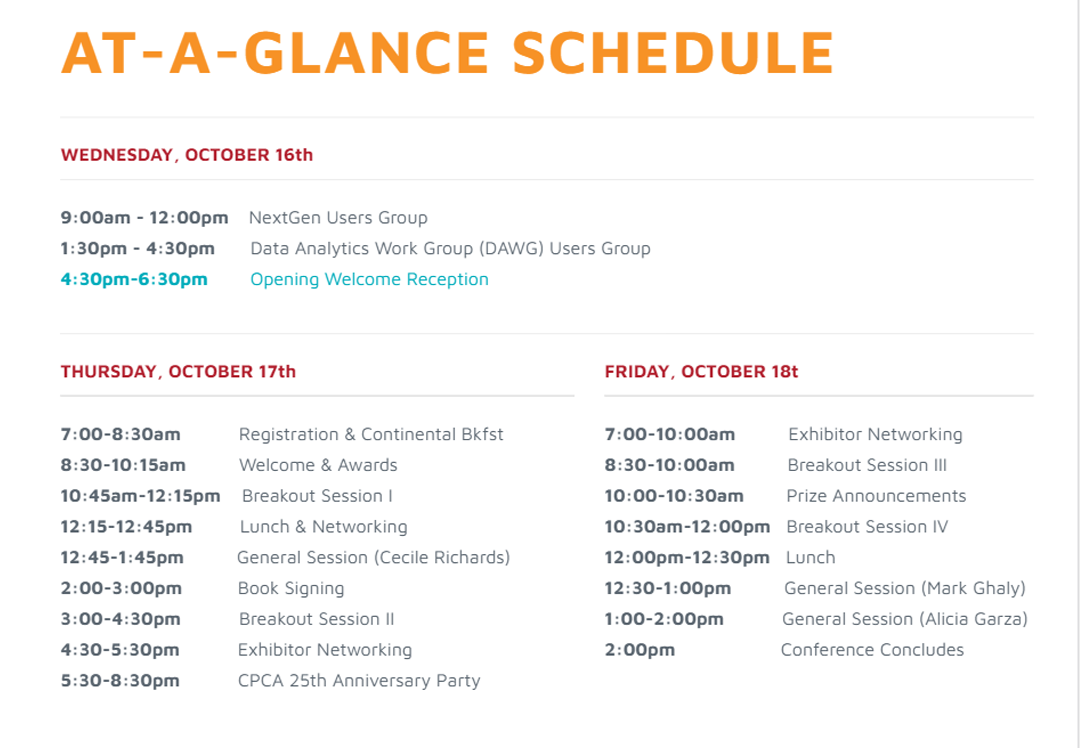 AT-A-GLANCE SCHEDULE
WEDNESDAY, OCTOBER 16th
9:00am - 12:00pm NextGen Users Group
1:30pm - 4:30pm Data Analytics Work Group (DAWG) Users Group
4:30pm-6:30pm Opening Welcome Reception
THURSDAY, OCTOBER 17th
7:00-8:30am Registration & Continental Bkfst
8:30-10:15am Welcome & Awards
10:45am-12:15pm Breakout Session I
12:15-12:45pm Lunch & Networking
12:45-1:45pm General Session (Cecile Richards)
2:00-3:00pm Book Signing
3:00-4:30pm Breakout Session II
4:30-5:30pm Exhibitor Networking
5:30-8:30pm CPCA 25th Anniversary Party
FRIDAY, OCTOBER 18t
7:00-10:00am Exhibitor Networking
8:30-10:00am Breakout Session III
10:00-10:30am Prize Announcements
10:30am-12:00pm Breakout Session IV
12:00pm-12:30pm Lunch
12:30-1:00pm General Session (Mark Ghaly)
1:00-2:00pm General Session (Alicia Garza)
2:00pm Conference Concludes